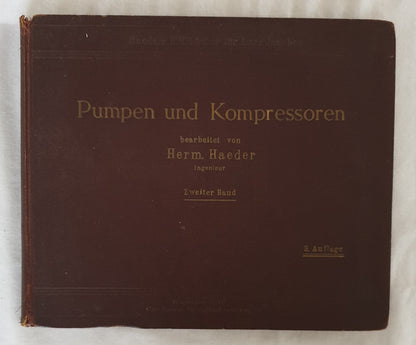 Pumpen und Kompressoren
bearbeitet von
Herm. Haeder
Ingenieur
Zweiter Band
3. Auflage